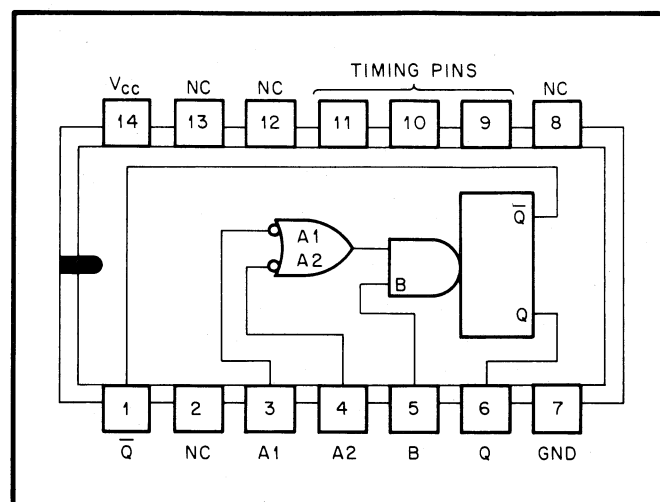 TIMING PINS
V_CC NC NC NC
14 13 12 11 10 9 8
Q̅
A1
A2
B
Q
1 2 3 4 5 6 7
Q̅ NC A1 A2 B Q GND